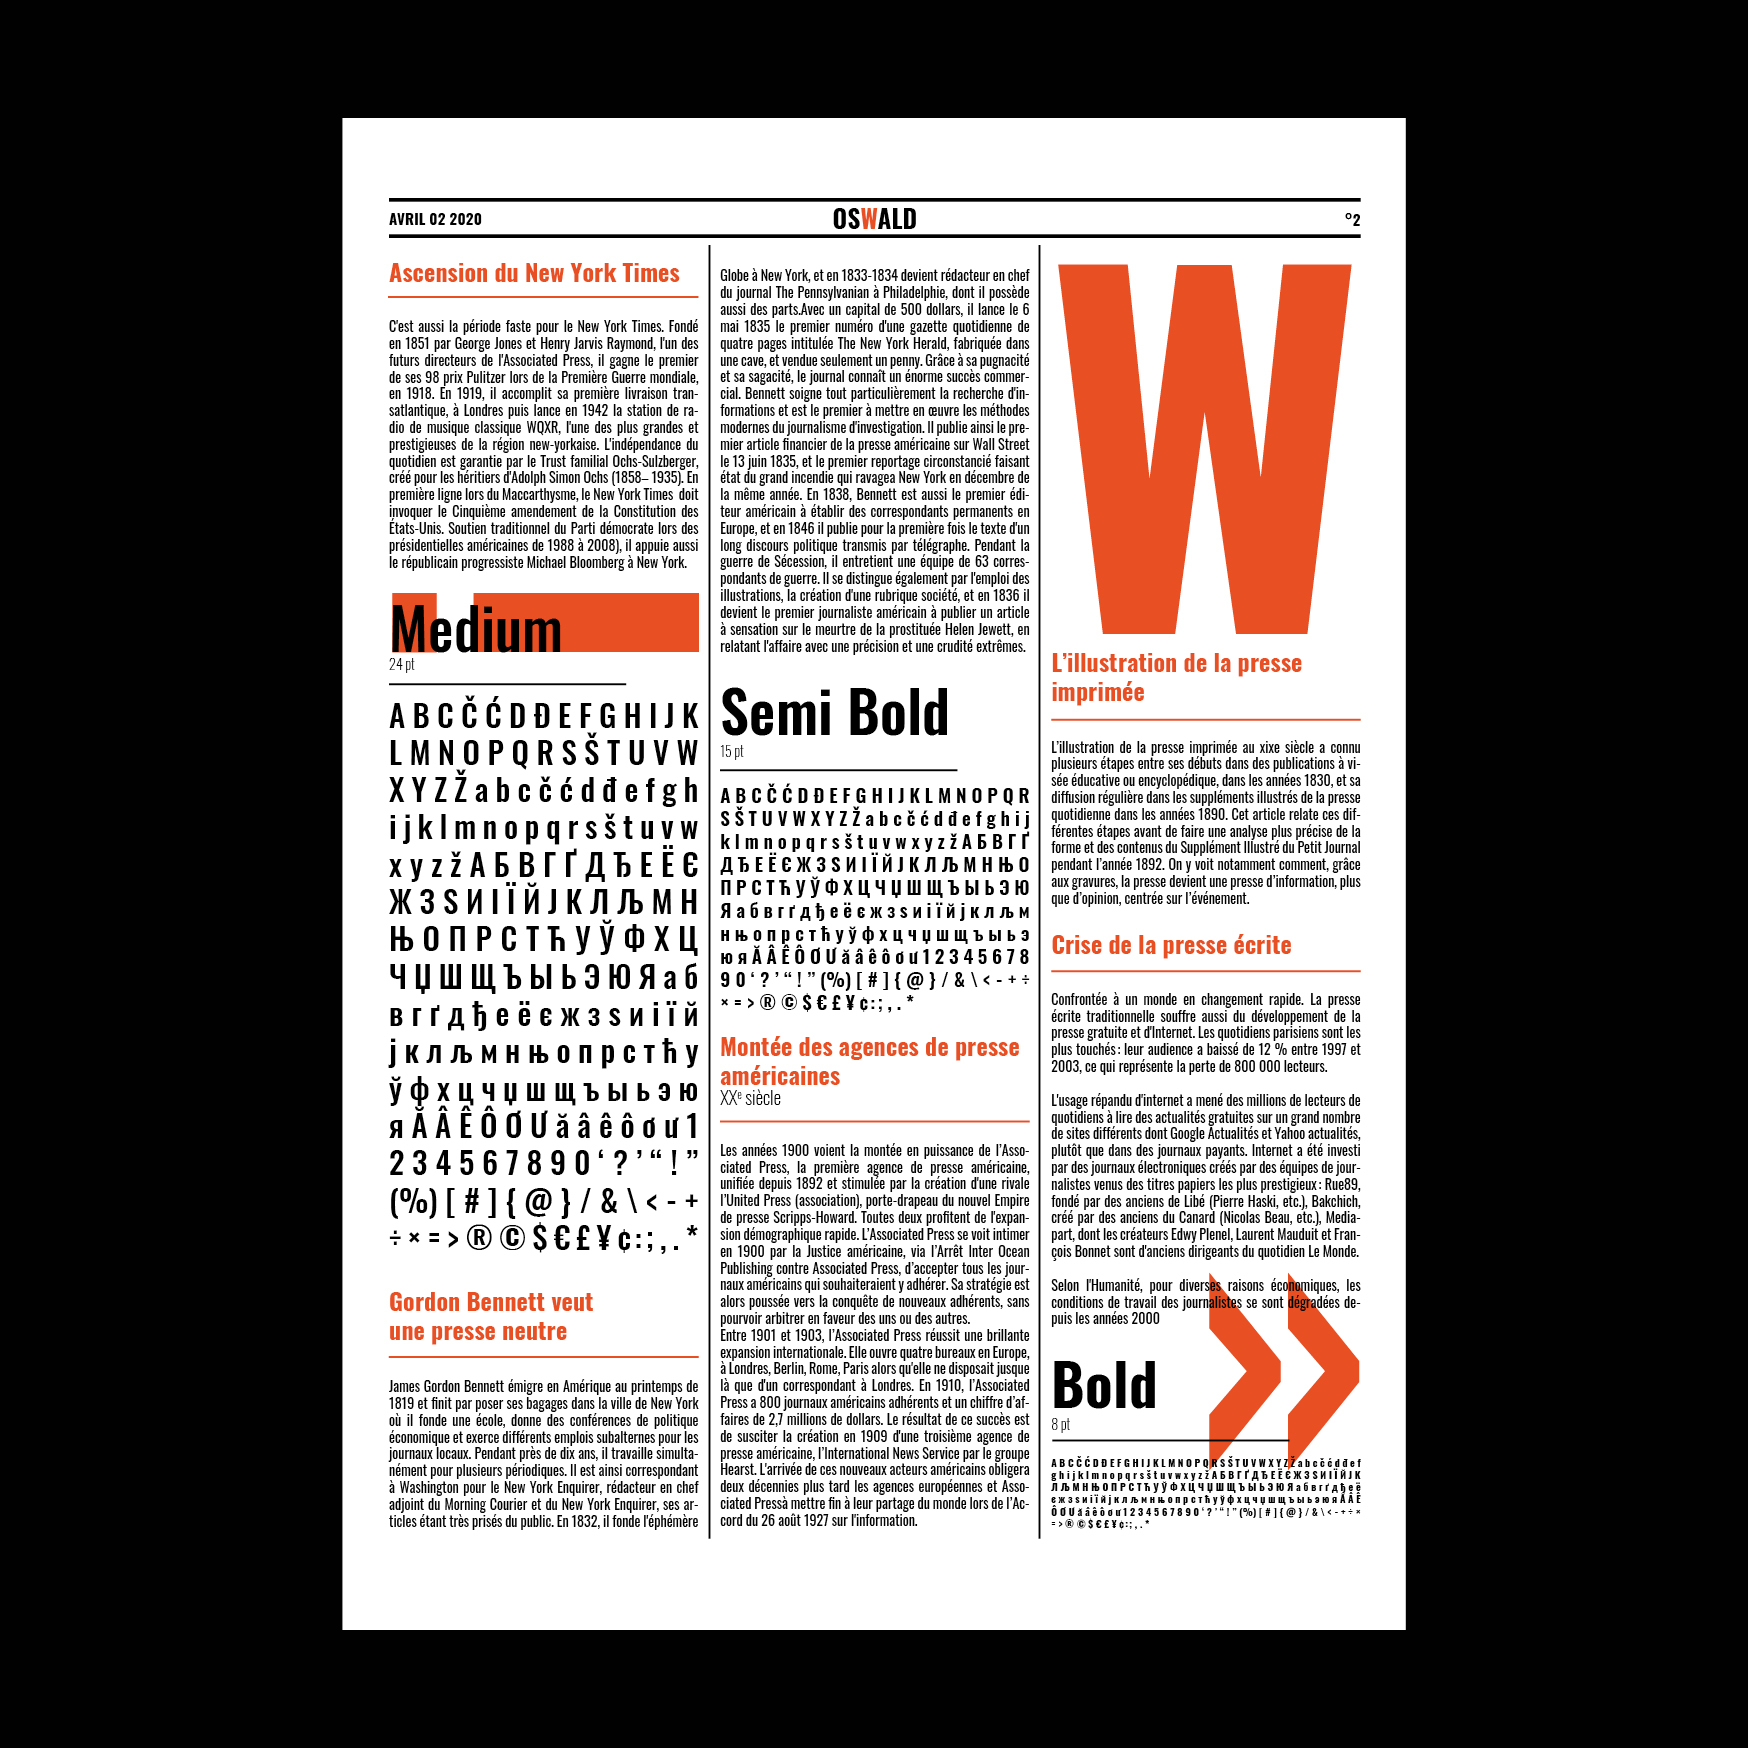 AVRIL 02 2020
OSWALD
°2
Ascension du New York Times
C'est aussi la période faste pour le New York Times. Fondé
en 1851 par George Jones et Henry Jarvis Raymond, l'un des
futurs directeurs de l'Associated Press, il gagne le premier
de ses 98 prix Pulitzer lors de la Première Guerre mondiale,
en 1918. En 1919, il accomplit sa première livraison tran-
satlantique, à Londres puis lance en 1942 la station de ra-
dio de musique classique WQXR, l'une des plus grandes et
prestigieuses de la région new-yorkaise. L'indépendance du
quotidien est garantie par le Trust familial Ochs-Sulzberger,
créé pour les héritiers d'Adolph Simon Ochs (1858– 1935). En
première ligne lors du Maccarthysme, le New York Times doit
invoquer le Cinquième amendement de la Constitution des
États-Unis. Soutien traditionnel du Parti démocrate lors des
présidentielles américaines de 1988 à 2008), il appuie aussi
le républicain progressiste Michael Bloomberg à New York.
Medium
24 pt
A B C Č Ć D Đ E F G H I J K
L M N O P Q R S Š T U V W
X Y Z Ž a b c č ć d đ e f g h
i j k l m n o p q r s š t u v w
x y z ž А Б В Г Ґ Д Ђ Е Ё Є
Ж З Ѕ И І Ї Й Ј К Л Љ М Н
Њ О П Р С Т Ћ У Ў Ф Х Ц
Ч Џ Ш Щ Ъ Ы Ь Э Ю Я а б
в г ґ д ђ е ё є ж з ѕ и і ї й
ј к л љ м н њ о п р с т ћ у
ў ф х ц ч џ ш щ ъ ы ь э ю
я Ă Â Ê Ô Ơ Ư ă â ê ô ơ ư 1
2 3 4 5 6 7 8 9 0 ‘ ? ’ “ ! ”
(%) [ # ] { @ } / & \ < - +
÷ × = > ® © $ € £ ¥ ¢ : ; , . *
Gordon Bennett veut
une presse neutre
James Gordon Bennett émigre en Amérique au printemps de
1819 et finit par poser ses bagages dans la ville de New York
où il fonde une école, donne des conférences de politique
économique et exerce différents emplois subalternes pour les
journaux locaux. Pendant près de dix ans, il travaille simulta-
nément pour plusieurs périodiques. Il est ainsi correspondant
à Washington pour le New York Enquirer, rédacteur en chef
adjoint du Morning Courier et du New York Enquirer, ses ar-
ticles étant très prisés du public. En 1832, il fonde l'éphémère
Globe à New York, et en 1833-1834 devient rédacteur en chef
du journal The Pennsylvanian à Philadelphie, dont il possède
aussi des parts.Avec un capital de 500 dollars, il lance le 6
mai 1835 le premier numéro d'une gazette quotidienne de
quatre pages intitulée The New York Herald, fabriquée dans
une cave, et vendue seulement un penny. Grâce à sa pugnacité
et sa sagacité, le journal connaît un énorme succès commer-
cial. Bennett soigne tout particulièrement la recherche d'in-
formations et est le premier à mettre en œuvre les méthodes
modernes du journalisme d'investigation. Il publie ainsi le pre-
mier article financier de la presse américaine sur Wall Street
le 13 juin 1835, et le premier reportage circonstancié faisant
état du grand incendie qui ravagea New York en décembre de
la même année. En 1838, Bennett est aussi le premier édi-
teur américain à établir des correspondants permanents en
Europe, et en 1846 il publie pour la première fois le texte d'un
long discours politique transmis par télégraphe. Pendant la
guerre de Sécession, il entretient une équipe de 63 corres-
pondants de guerre. Il se distingue également par l'emploi des
illustrations, la création d'une rubrique société, et en 1836 il
devient le premier journaliste américain à publier un article
à sensation sur le meurtre de la prostituée Helen Jewett, en
relatant l'affaire avec une précision et une crudité extrêmes.
Semi Bold
15 pt
A B C Č Ć D Đ E F G H I J K L M N O P Q R
S Š T U V W X Y Z Ž a b c č ć d đ e f g h i j
k l m n o p q r s š t u v w x y z ž А Б В Г Ґ
Д Ђ Е Ё Є Ж З Ѕ И І Ї Й Ј К Л Љ М Н Њ О
П Р С Т Ћ У Ў Ф Х Ц Ч Џ Ш Щ Ъ Ы Ь Э Ю
Я а б в г ґ д ђ е ё є ж з ѕ и і ї й ј к л љ м
н њ о п р с т ћ у ў ф х ц ч џ ш щ ъ ы ь э
ю я Ă Â Ê Ô Ơ Ư ă â ê ô ơ ư 1 2 3 4 5 6 7 8
9 0 ‘ ? ’ “ ! ” (%) [ # ] { @ } / & \ < - + ÷
× = > ® © $ € £ ¥ ¢ : ; , . *
Montée des agences de presse
américaines
XXe siècle
Les années 1900 voient la montée en puissance de l’Asso-
ciated Press, la première agence de presse américaine,
unifiée depuis 1892 et stimulée par la création d'une rivale
l’United Press (association), porte-drapeau du nouvel Empire
de presse Scripps-Howard. Toutes deux profitent de l'expan-
sion démographique rapide. L’Associated Press se voit intimer
en 1900 par la Justice américaine, via l’Arrêt Inter Ocean
Publishing contre Associated Press, d’accepter tous les jour-
naux américains qui souhaiteraient y adhérer. Sa stratégie est
alors poussée vers la conquête de nouveaux adhérents, sans
pourvoir arbitrer en faveur des uns ou des autres.
Entre 1901 et 1903, l’Associated Press réussit une brillante
expansion internationale. Elle ouvre quatre bureaux en Europe,
à Londres, Berlin, Rome, Paris alors qu'elle ne disposait jusque
là que d'un correspondant à Londres. En 1910, l’Associated
Press a 800 journaux américains adhérents et un chiffre d’af-
faires de 2,7 millions de dollars. Le résultat de ce succès est
de susciter la création en 1909 d'une troisième agence de
presse américaine, l’International News Service par le groupe
Hearst. L'arrivée de ces nouveaux acteurs américains obligera
deux décennies plus tard les agences européennes et Asso-
ciated Pressà mettre fin à leur partage du monde lors de l’Ac-
cord du 26 août 1927 sur l’information.
W
L’illustration de la presse
imprimée
L’illustration de la presse imprimée au xixe siècle a connu
plusieurs étapes entre ses débuts dans des publications à vi-
sée éducative ou encyclopédique, dans les années 1830, et sa
diffusion régulière dans les suppléments illustrés de la presse
quotidienne dans les années 1890. Cet article relate ces dif-
férentes étapes avant de faire une analyse plus précise de la
forme et des contenus du Supplément Illustré du Petit Journal
pendant l’année 1892. On y voit notamment comment, grâce
aux gravures, la presse devient une presse d’information, plus
que d’opinion, centrée sur l’événement.
Crise de la presse écrite
Confrontée à un monde en changement rapide. La presse
écrite traditionnelle souffre aussi du développement de la
presse gratuite et d'Internet. Les quotidiens parisiens sont les
plus touchés : leur audience a baissé de 12 % entre 1997 et
2003, ce qui représente la perte de 800 000 lecteurs.
L'usage répandu d'internet a mené des millions de lecteurs de
quotidiens à lire des actualités gratuites sur un grand nombre
de sites différents dont Google Actualités et Yahoo actualités,
plutôt que dans des journaux payants. Internet a été investi
par des journaux électroniques créés par des équipes de jour-
nalistes venus des titres papiers les plus prestigieux : Rue89,
fondé par des anciens de Libé (Pierre Haski, etc.), Bakchich,
créé par des anciens du Canard (Nicolas Beau, etc.), Media-
part, dont les créateurs Edwy Plenel, Laurent Mauduit et Fran-
çois Bonnet sont d'anciens dirigeants du quotidien Le Monde.
Selon l'Humanité, pour diverses raisons économiques, les
conditions de travail des journalistes se sont dégradées de-
puis les années 2000
Bold
8 pt
A B C Č Ć D Đ E F G H I J K L M N O P Q R S Š T U V W X Y Z Ž a b c č ć d đ e f
g h i j k l m n o p q r s š t u v w x y z ž А Б В Г Ґ Д Ђ Е Ё Є Ж З Ѕ И І Ї Й Ј К
Л Љ М Н Њ О П Р С Т Ћ У Ў Ф Х Ц Ч Џ Ш Щ Ъ Ы Ь Э Ю Я а б в г ґ д ђ е ё
є ж з ѕ и і ї й ј к л љ м н њ о п р с т ћ у ў ф х ц ч џ ш щ ъ ы ь э ю я Ă Â Ê
Ô Ơ Ư ă â ê ô ơ ư 1 2 3 4 5 6 7 8 9 0 ‘ ? ’ “ ! ” (%) [ # ] { @ } / & \ < - + ÷ ×
= > ® © $ € £ ¥ ¢ : ; , . *